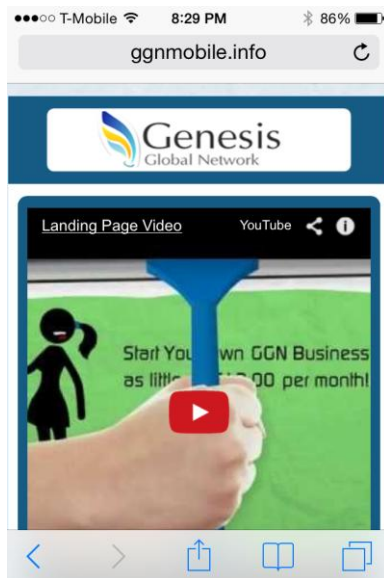 T-Mobile 8:29 PM 86%
ggnmobile.info
Genesis
Global Network
Landing Page Video YouTube
Start wn GGN Business
as little 00 per month!